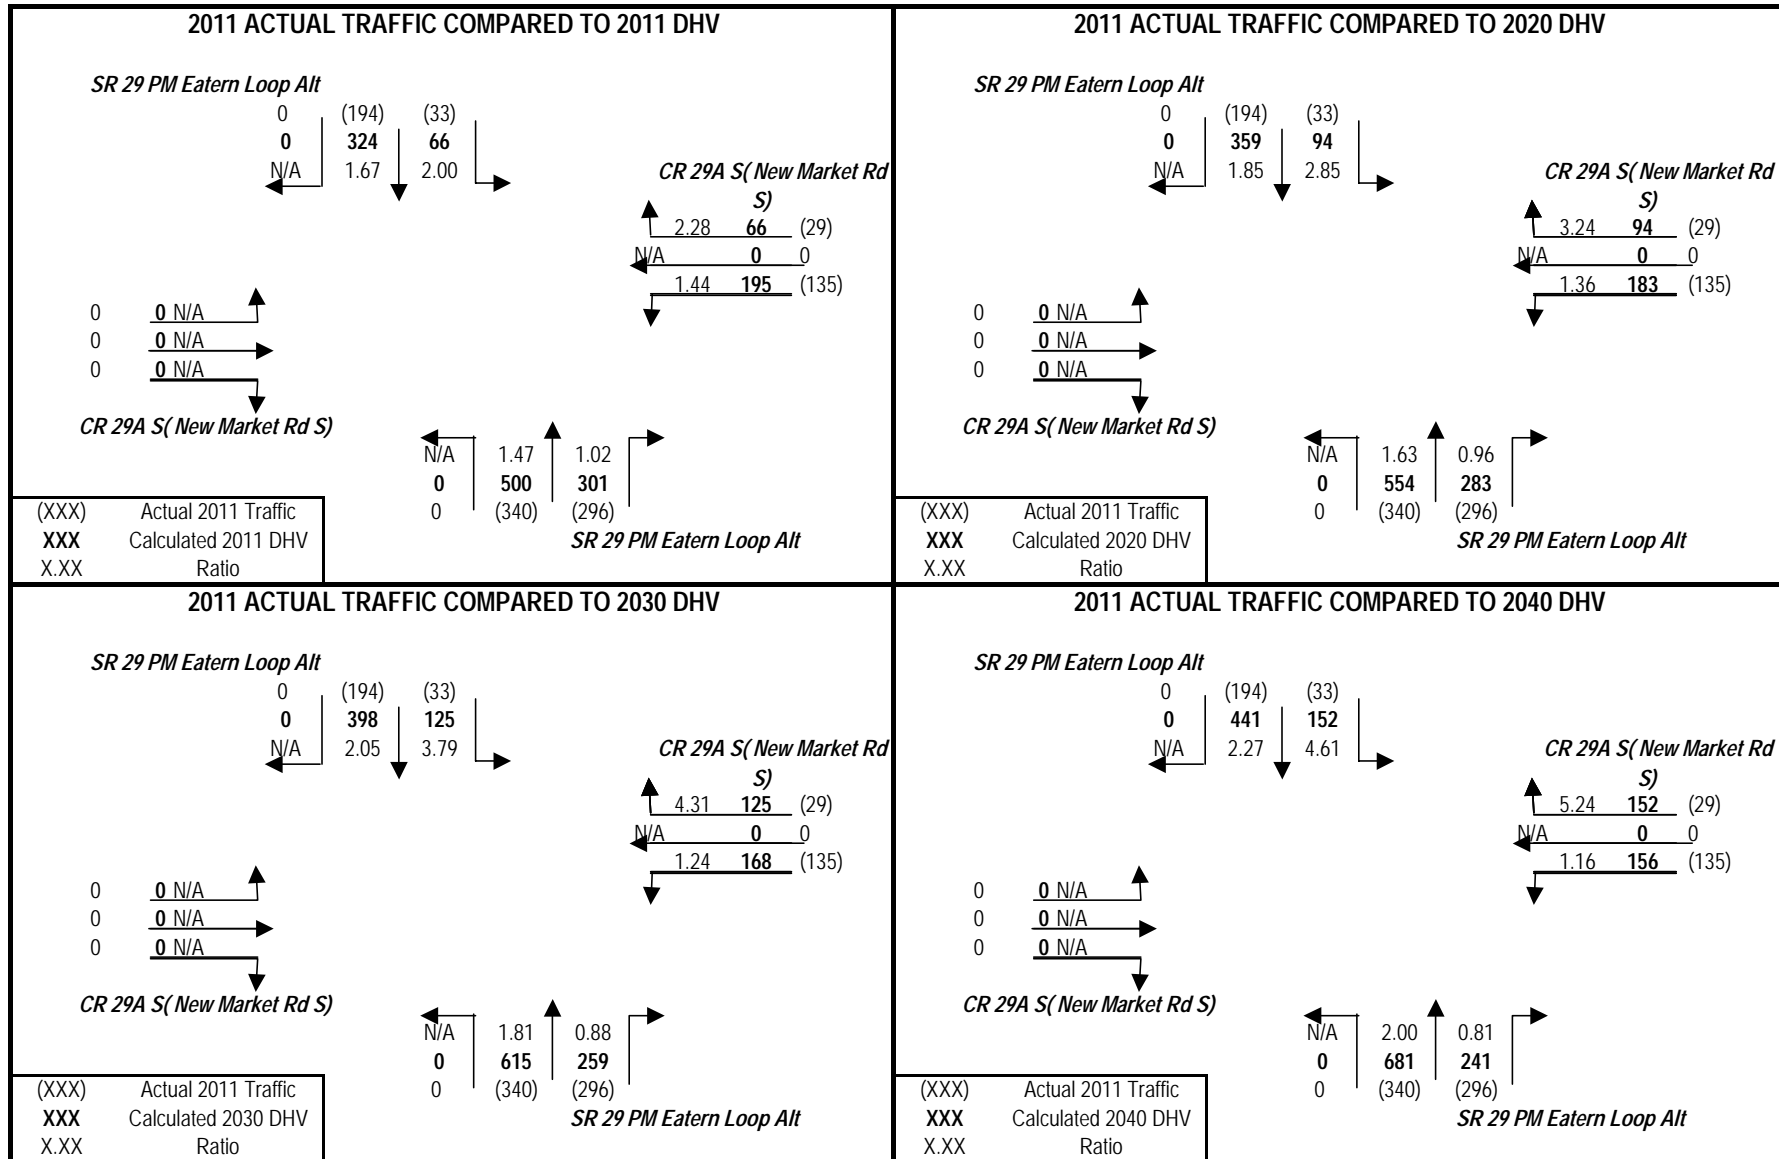 2011 ACTUAL TRAFFIC COMPARED TO 2011 DHV
SR 29 PM Eatern Loop Alt
0 (194) (33)
0 324 66
N/A 1.67 2.00
CR 29A S( New Market Rd
S)
2.28 66 (29)
N/A 0 0
1.44 195 (135)
0 0 N/A
0 0 N/A
0 0 N/A
CR 29A S( New Market Rd S)
N/A 1.47 1.02
0 500 301
0 (340) (296)
SR 29 PM Eatern Loop Alt
(XXX) Actual 2011 Traffic
XXX Calculated 2011 DHV
X.XX Ratio
2011 ACTUAL TRAFFIC COMPARED TO 2020 DHV
SR 29 PM Eatern Loop Alt
0 (194) (33)
0 359 94
N/A 1.85 2.85
CR 29A S( New Market Rd
S)
3.24 94 (29)
N/A 0 0
1.36 183 (135)
0 0 N/A
0 0 N/A
0 0 N/A
CR 29A S( New Market Rd S)
N/A 1.63 0.96
0 554 283
0 (340) (296)
SR 29 PM Eatern Loop Alt
(XXX) Actual 2011 Traffic
XXX Calculated 2020 DHV
X.XX Ratio
2011 ACTUAL TRAFFIC COMPARED TO 2030 DHV
SR 29 PM Eatern Loop Alt
0 (194) (33)
0 398 125
N/A 2.05 3.79
CR 29A S( New Market Rd
S)
4.31 125 (29)
N/A 0 0
1.24 168 (135)
0 0 N/A
0 0 N/A
0 0 N/A
CR 29A S( New Market Rd S)
N/A 1.81 0.88
0 615 259
0 (340) (296)
SR 29 PM Eatern Loop Alt
(XXX) Actual 2011 Traffic
XXX Calculated 2030 DHV
X.XX Ratio
2011 ACTUAL TRAFFIC COMPARED TO 2040 DHV
SR 29 PM Eatern Loop Alt
0 (194) (33)
0 441 152
N/A 2.27 4.61
CR 29A S( New Market Rd
S)
5.24 152 (29)
N/A 0 0
1.16 156 (135)
0 0 N/A
0 0 N/A
0 0 N/A
CR 29A S( New Market Rd S)
N/A 2.00 0.81
0 681 241
0 (340) (296)
SR 29 PM Eatern Loop Alt
(XXX) Actual 2011 Traffic
XXX Calculated 2040 DHV
X.XX Ratio